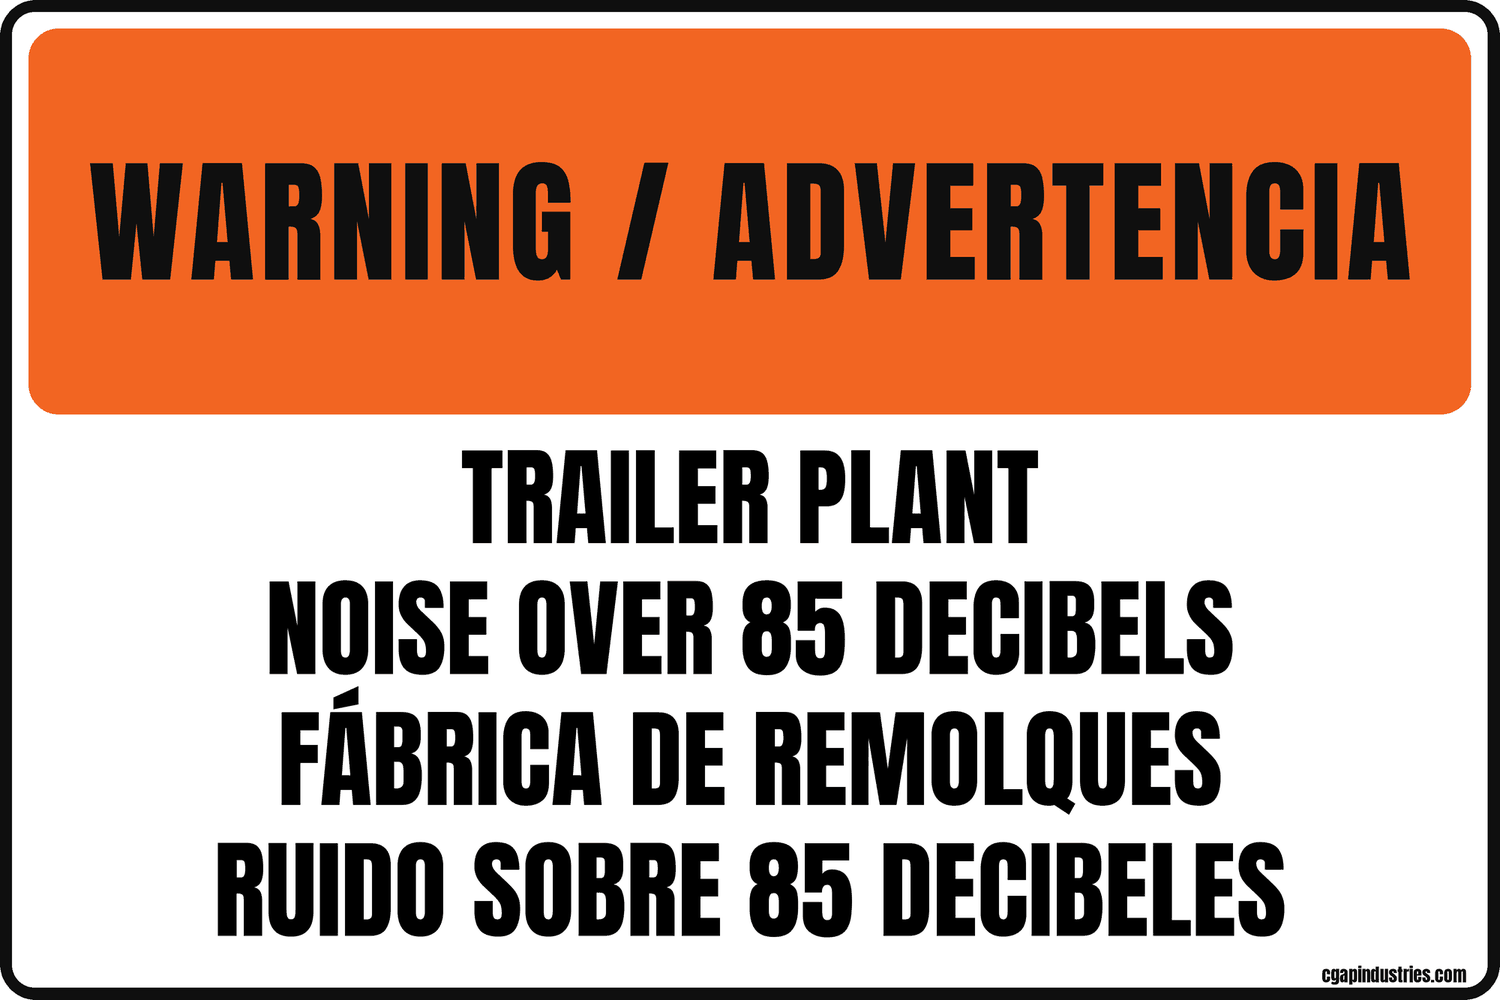 WARNING / ADVERTENCIA
TRAILER PLANT
NOISE OVER 85 DECIBELS
FÁBRICA DE REMOLQUES
RUIDO SOBRE 85 DECIBELES
cgapindustries.com